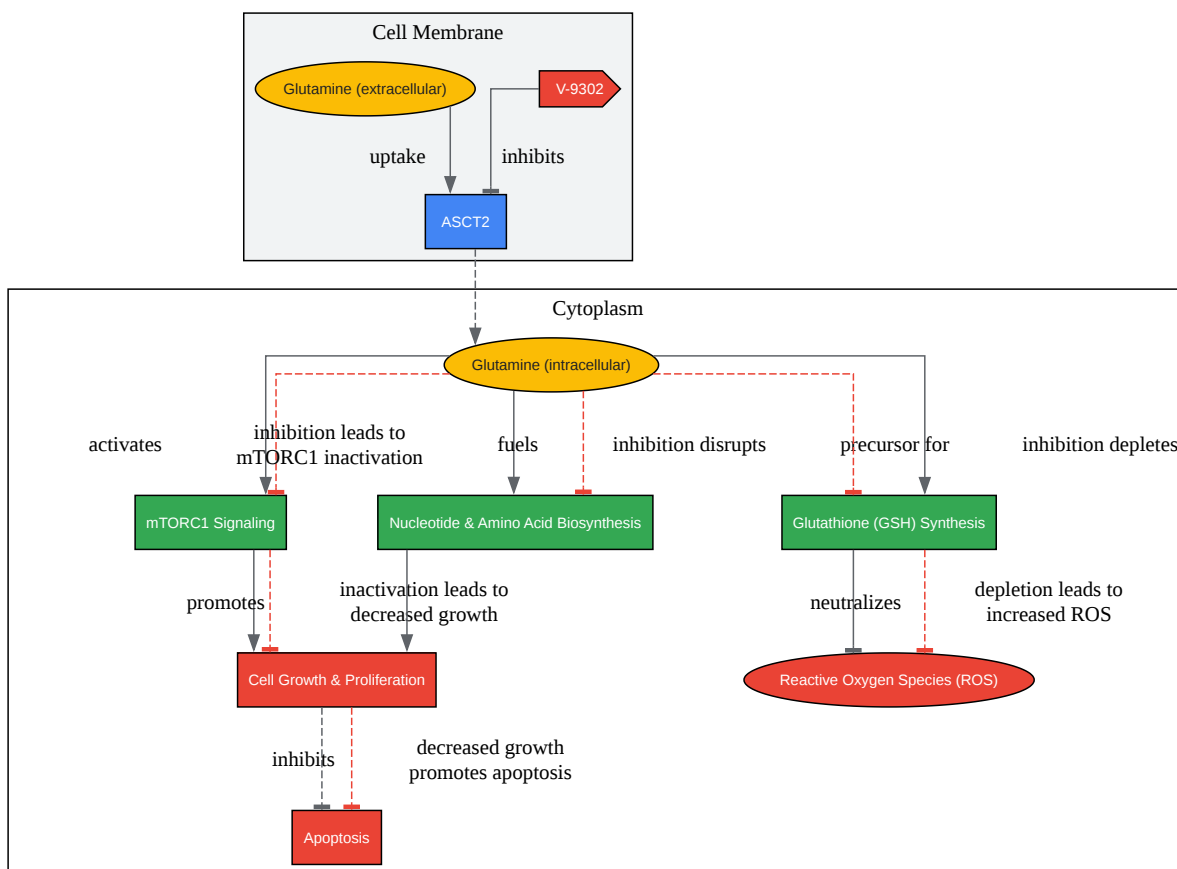 Cell Membrane
Glutamine (extracellular)
V-9302
uptake
inhibits
ASCT2
Cytoplasm
Glutamine (intracellular)
activates
inhibition leads to
mTORC1 inactivation
fuels
inhibition disrupts
precursor for
inhibition depletes
mTORC1 Signaling
Nucleotide & Amino Acid Biosynthesis
Glutathione (GSH) Synthesis
promotes
inactivation leads to
decreased growth
neutralizes
depletion leads to
increased ROS
Cell Growth & Proliferation
Reactive Oxygen Species (ROS)
inhibits
decreased growth
promotes apoptosis
Apoptosis